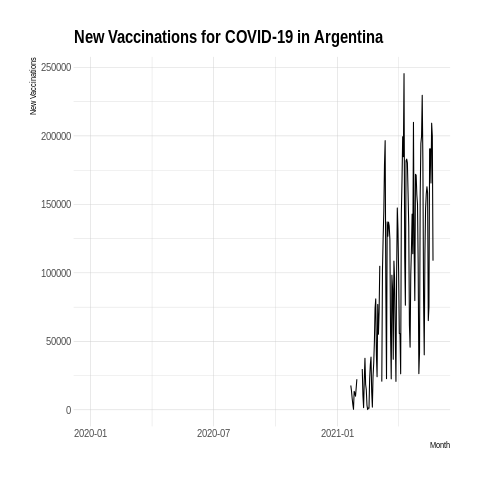 New Vaccinations for COVID-19 in Argentina
New Vaccinations
250000
200000
150000
100000
50000
0
2020-01 2020-07 2021-01
Month